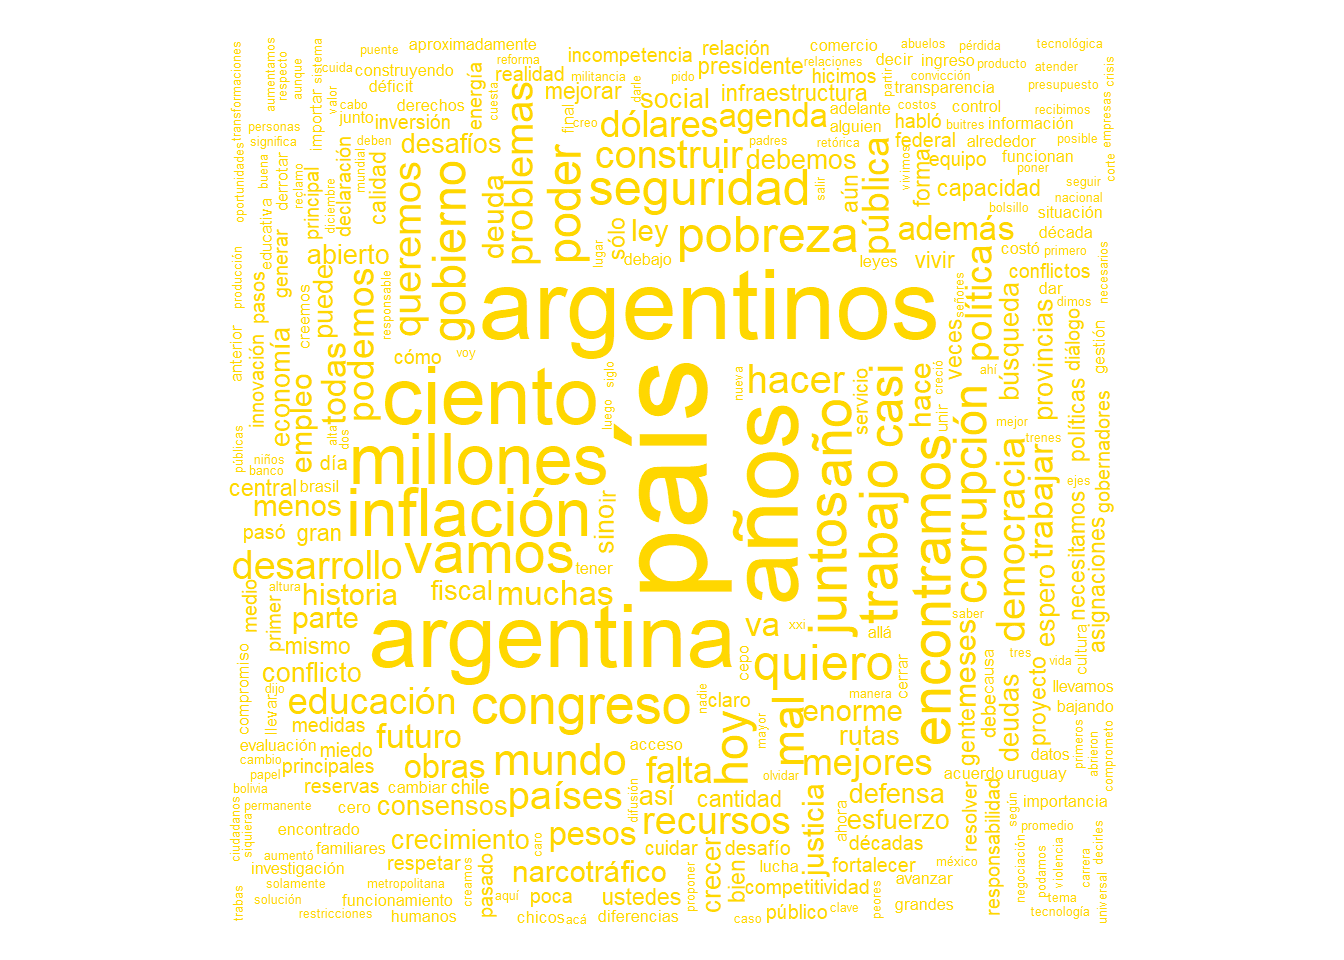 país
argentinos
argentina
años
ciento
millones
inflación
vamos
congreso
seguridad
pobreza
construir
dólares
agenda
poder
problemas
gobierno
queremos
podemos
todas
puede
empleo
economía
desarrollo
educación
historia
futuro
mundo
países
pesos
recursos
falta
hoy
mal
quiero
mejores
juntos
año
trabajo
casi
encontramos
corrupción
democracia
trabajar
política
pública
además
hacer
hace
debemos
social
infraestructura
presidente
relación
incompetencia
aproximadamente
puente
reforma
construyendo
realidad
militancia
pido
relaciones
comercio
abuelos
pérdida
tecnológica
decir
ingreso
producto
atender
hicimos
convicción
transparencia
presupuesto
mejorar
energía
cuesta
darle
partir
déficit
cuida
sistema
aunque
respecto
aumentamos
transformaciones
valor
cabo
derechos
junto
inversión
final
creo
adelante
costos
control
recibirnos
crisis
empresas
habló
buitres
información
alguien
padres
retórica
federal
alrededor
posible
personas
significa
importar
deben
desafíos
equipo
funcionan
poner
corte
vivimos
forma
capacidad
seguir
nacional
salir
aún
bolsillo
situación
década
oportunidades
buena
derrotar
reclamo
principal
diciembre
declaración
mundial
calidad
educativa
deuda
ley
sólo
lugar
debajo
leyes
vivir
costó
primero
necesarios
abierto
responsable
generar
pasos
producción
creemos
innovación
anterior
cómo
voy
siglo
luego
nueva
señores
conflictos
dar
dimos
diálogo
gestión
provincias
búsqueda
veces
ahí
creció
servicio
unir
mejor
trenes
políticas
gobernadores
públicas
niños
banco
alta
dos
día
central
brasil
menos
pasó
gran
sino
ir
tener
fiscal
muchas
altura
medio
primer
parte
mismo
conflicto
compromiso
dijo
llevar
va
xxi
allá
saber
espero
necesitamos
ejes
asignaciones
cultura
tres
vida
cepo
cerrar
manera
gente
meses
debe
causa
deudas
proyecto
llevamos
bajando
nadie
claro
mayor
enorme
rutas
medidas
evaluación
cambio
miedo
principales
papel
bolivia
reservas
cambiar
chile
obras
acceso
olvidar
datos
primeros
abrieron
comprometo
acuerdo
uruguay
permanente
cero
consensos
difusión
así
cantidad
defensa
esfuerzo
resolver
responsabilidad
según
importancia
ciudadanos
siquiera
encontrado
familiares
crecimiento
caro
cuidar
desafío
justicia
ahora
décadas
promedio
aumentó
investigación
respetar
lucha
fortalecer
méxico
negociación
podamos
violencia
carrera
decirles
solamente
metropolitana
creamos
pasado
narcotráfico
proponer
crecer
bien
competitividad
avanzar
peores
trabas
solución
funcionamiento
aquí
poca
ustedes
restricciones
humanos
chicos
acá
diferencias
caso
público
clave
grandes
tema
tecnología
universal